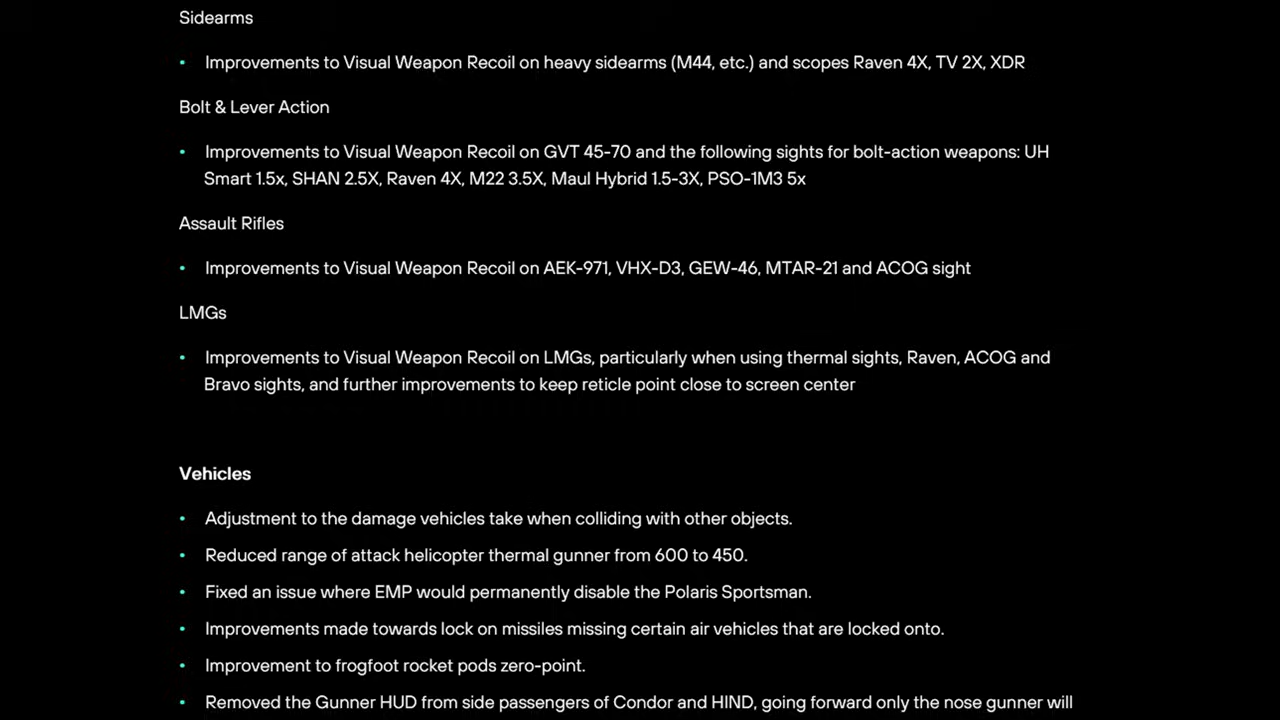 Sidearms
• Improvements to Visual Weapon Recoil on heavy sidearms (M44, etc.) and scopes Raven 4X, TV 2X, XDR
Bolt & Lever Action
• Improvements to Visual Weapon Recoil on GVT 45-70 and the following sights for bolt-action weapons: UH
Smart 1.5x, SHAN 2.5X, Raven 4X, M22 3.5X, Maul Hybrid 1.5-3X, PSO-1M3 5x
Assault Rifles
• Improvements to Visual Weapon Recoil on AEK-971, VHX-D3, GEW-46, MTAR-21 and ACOG sight
LMGs
• Improvements to Visual Weapon Recoil on LMGs, particularly when using thermal sights, Raven, ACOG and
Bravo sights, and further improvements to keep reticle point close to screen center
Vehicles
• Adjustment to the damage vehicles take when colliding with other objects.
• Reduced range of attack helicopter thermal gunner from 600 to 450.
• Fixed an issue where EMP would permanently disable the Polaris Sportsman.
• Improvements made towards lock on missiles missing certain air vehicles that are locked onto.
• Improvement to frogfoot rocket pods zero-point.
• Removed the Gunner HUD from side passengers of Condor and HIND, going forward only the nose gunner will